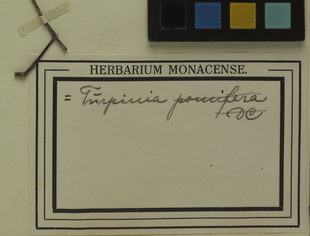 HERBARIUM MONACENSE.
= Turpinia pomifera
DC